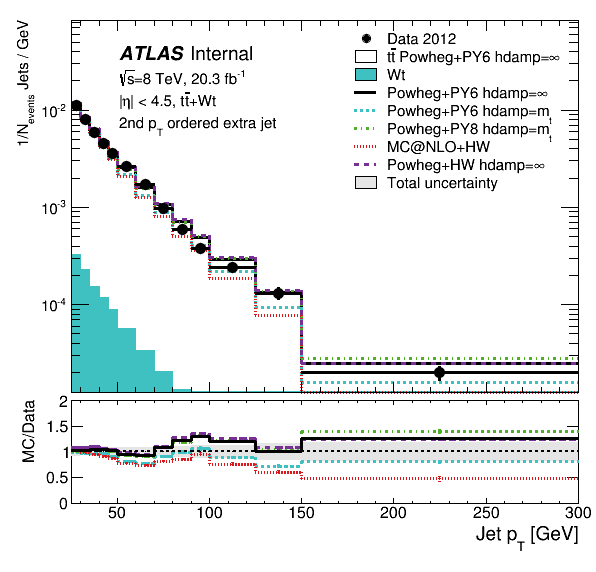 1/N_events Jets / GeV
10^-2
10^-3
10^-4
ATLAS Internal
√s=8 TeV, 20.3 fb^-1
|η| < 4.5, tt̄+Wt
2nd p_T ordered extra jet
Data 2012
tt̄ Powheg+PY6 hdamp=∞
Wt
Powheg+PY6 hdamp=∞
Powheg+PY6 hdamp=m_t
Powheg+PY8 hdamp=m_t
MC@NLO+HW
Powheg+HW hdamp=∞
Total uncertainty
MC/Data
2
1.5
1
0.5
0
50 100 150 200 250 300
Jet p_T [GeV]